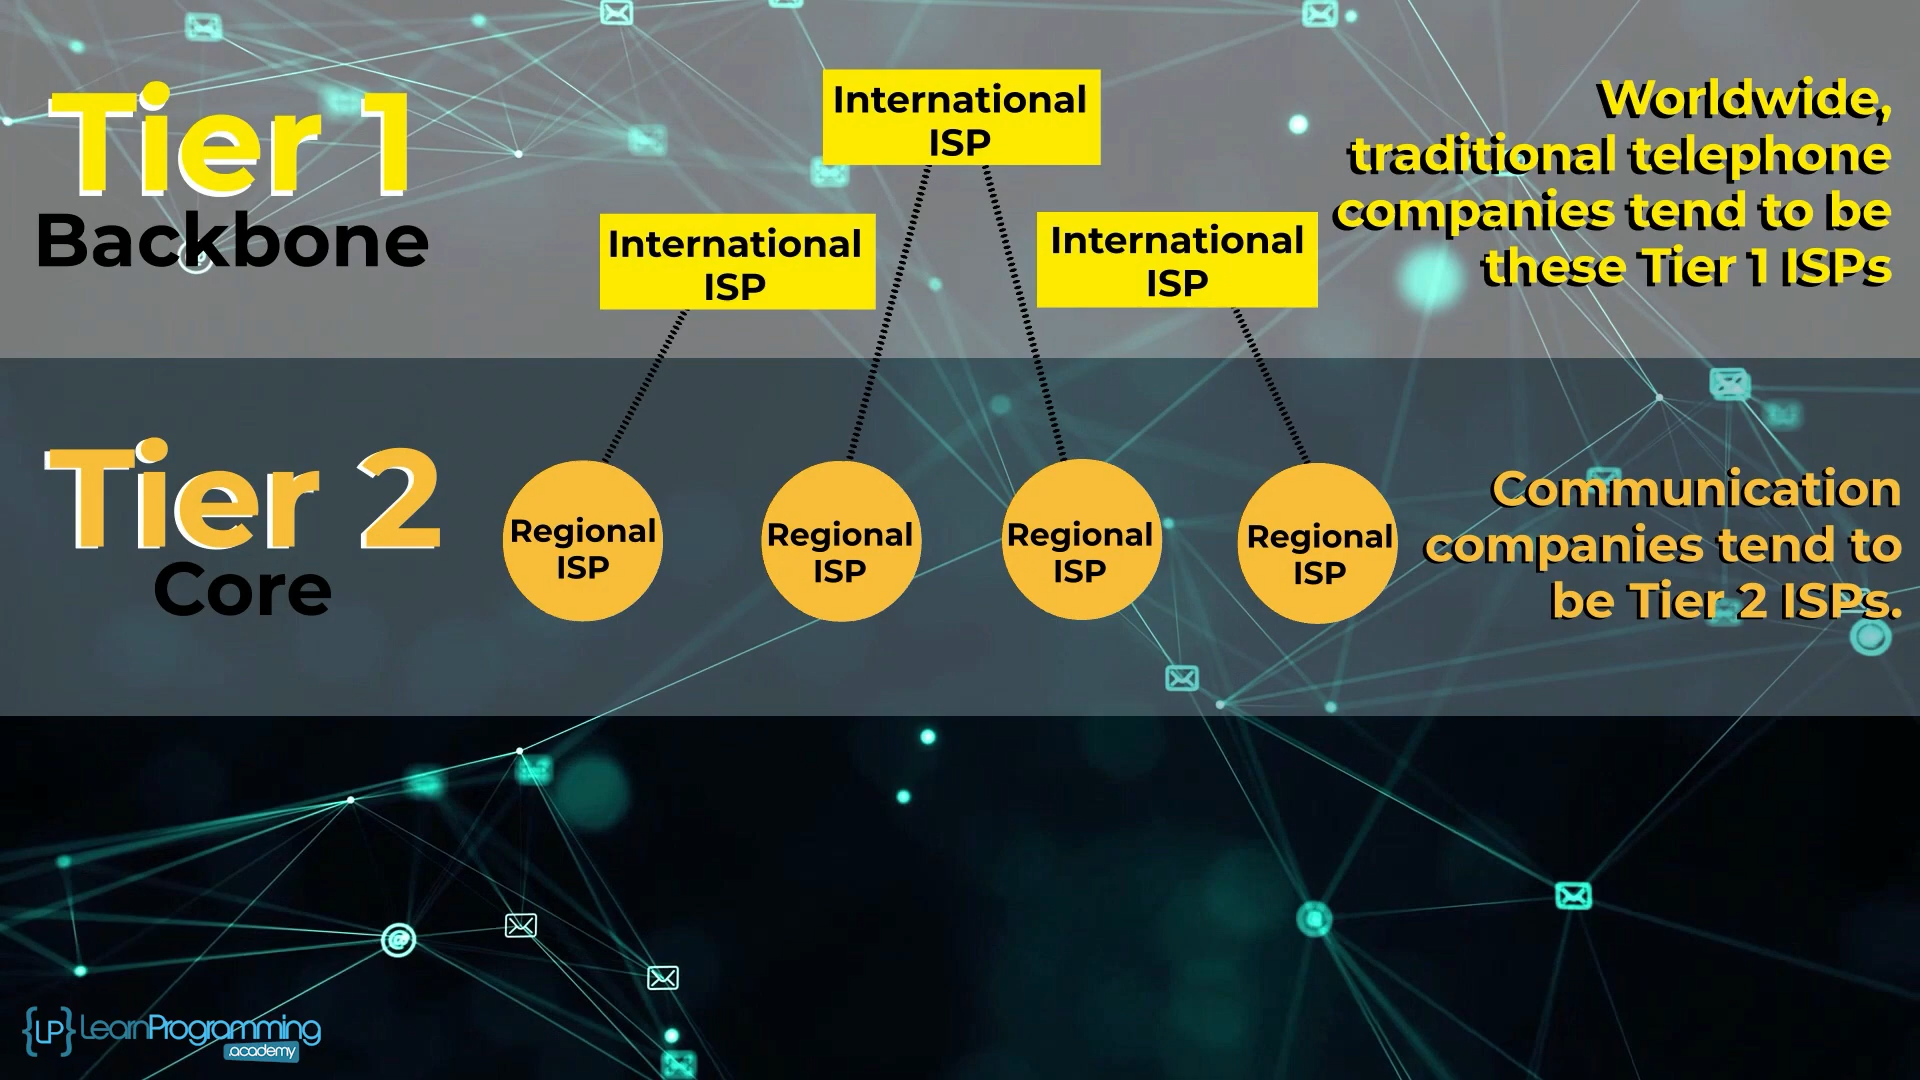 Tier 1
Backbone
International
ISP
International
ISP
International
ISP
Worldwide,
traditional telephone
companies tend to be
these Tier 1 ISPs
Tier 2
Core
Regional
ISP
Regional
ISP
Regional
ISP
Regional
ISP
Communication
companies tend to
be Tier 2 ISPs.
{LP} LearnProgramming
.academy